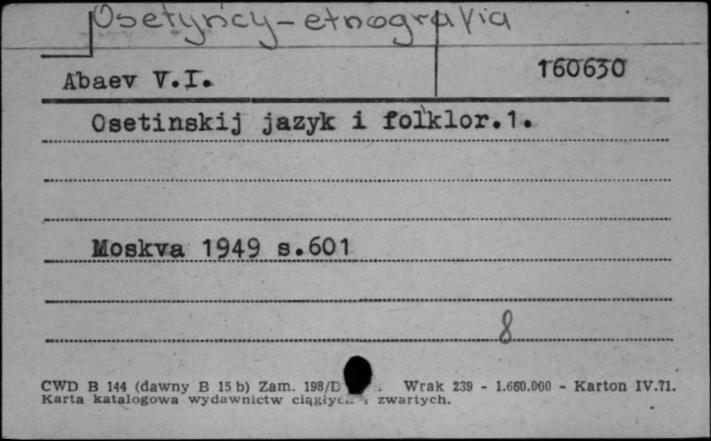 Osetyńcy - etnografia
Abaev V.I. 160630
Osetinskij jazyk i folklor.1.
Moskva 1949 s.601
8
CWD B 144 (dawny B 15 b) Zam. 198/D Wrak 239 - 1.660.000 - Karton IV.71.
Karta katalogowa wydawnictw zwartych.